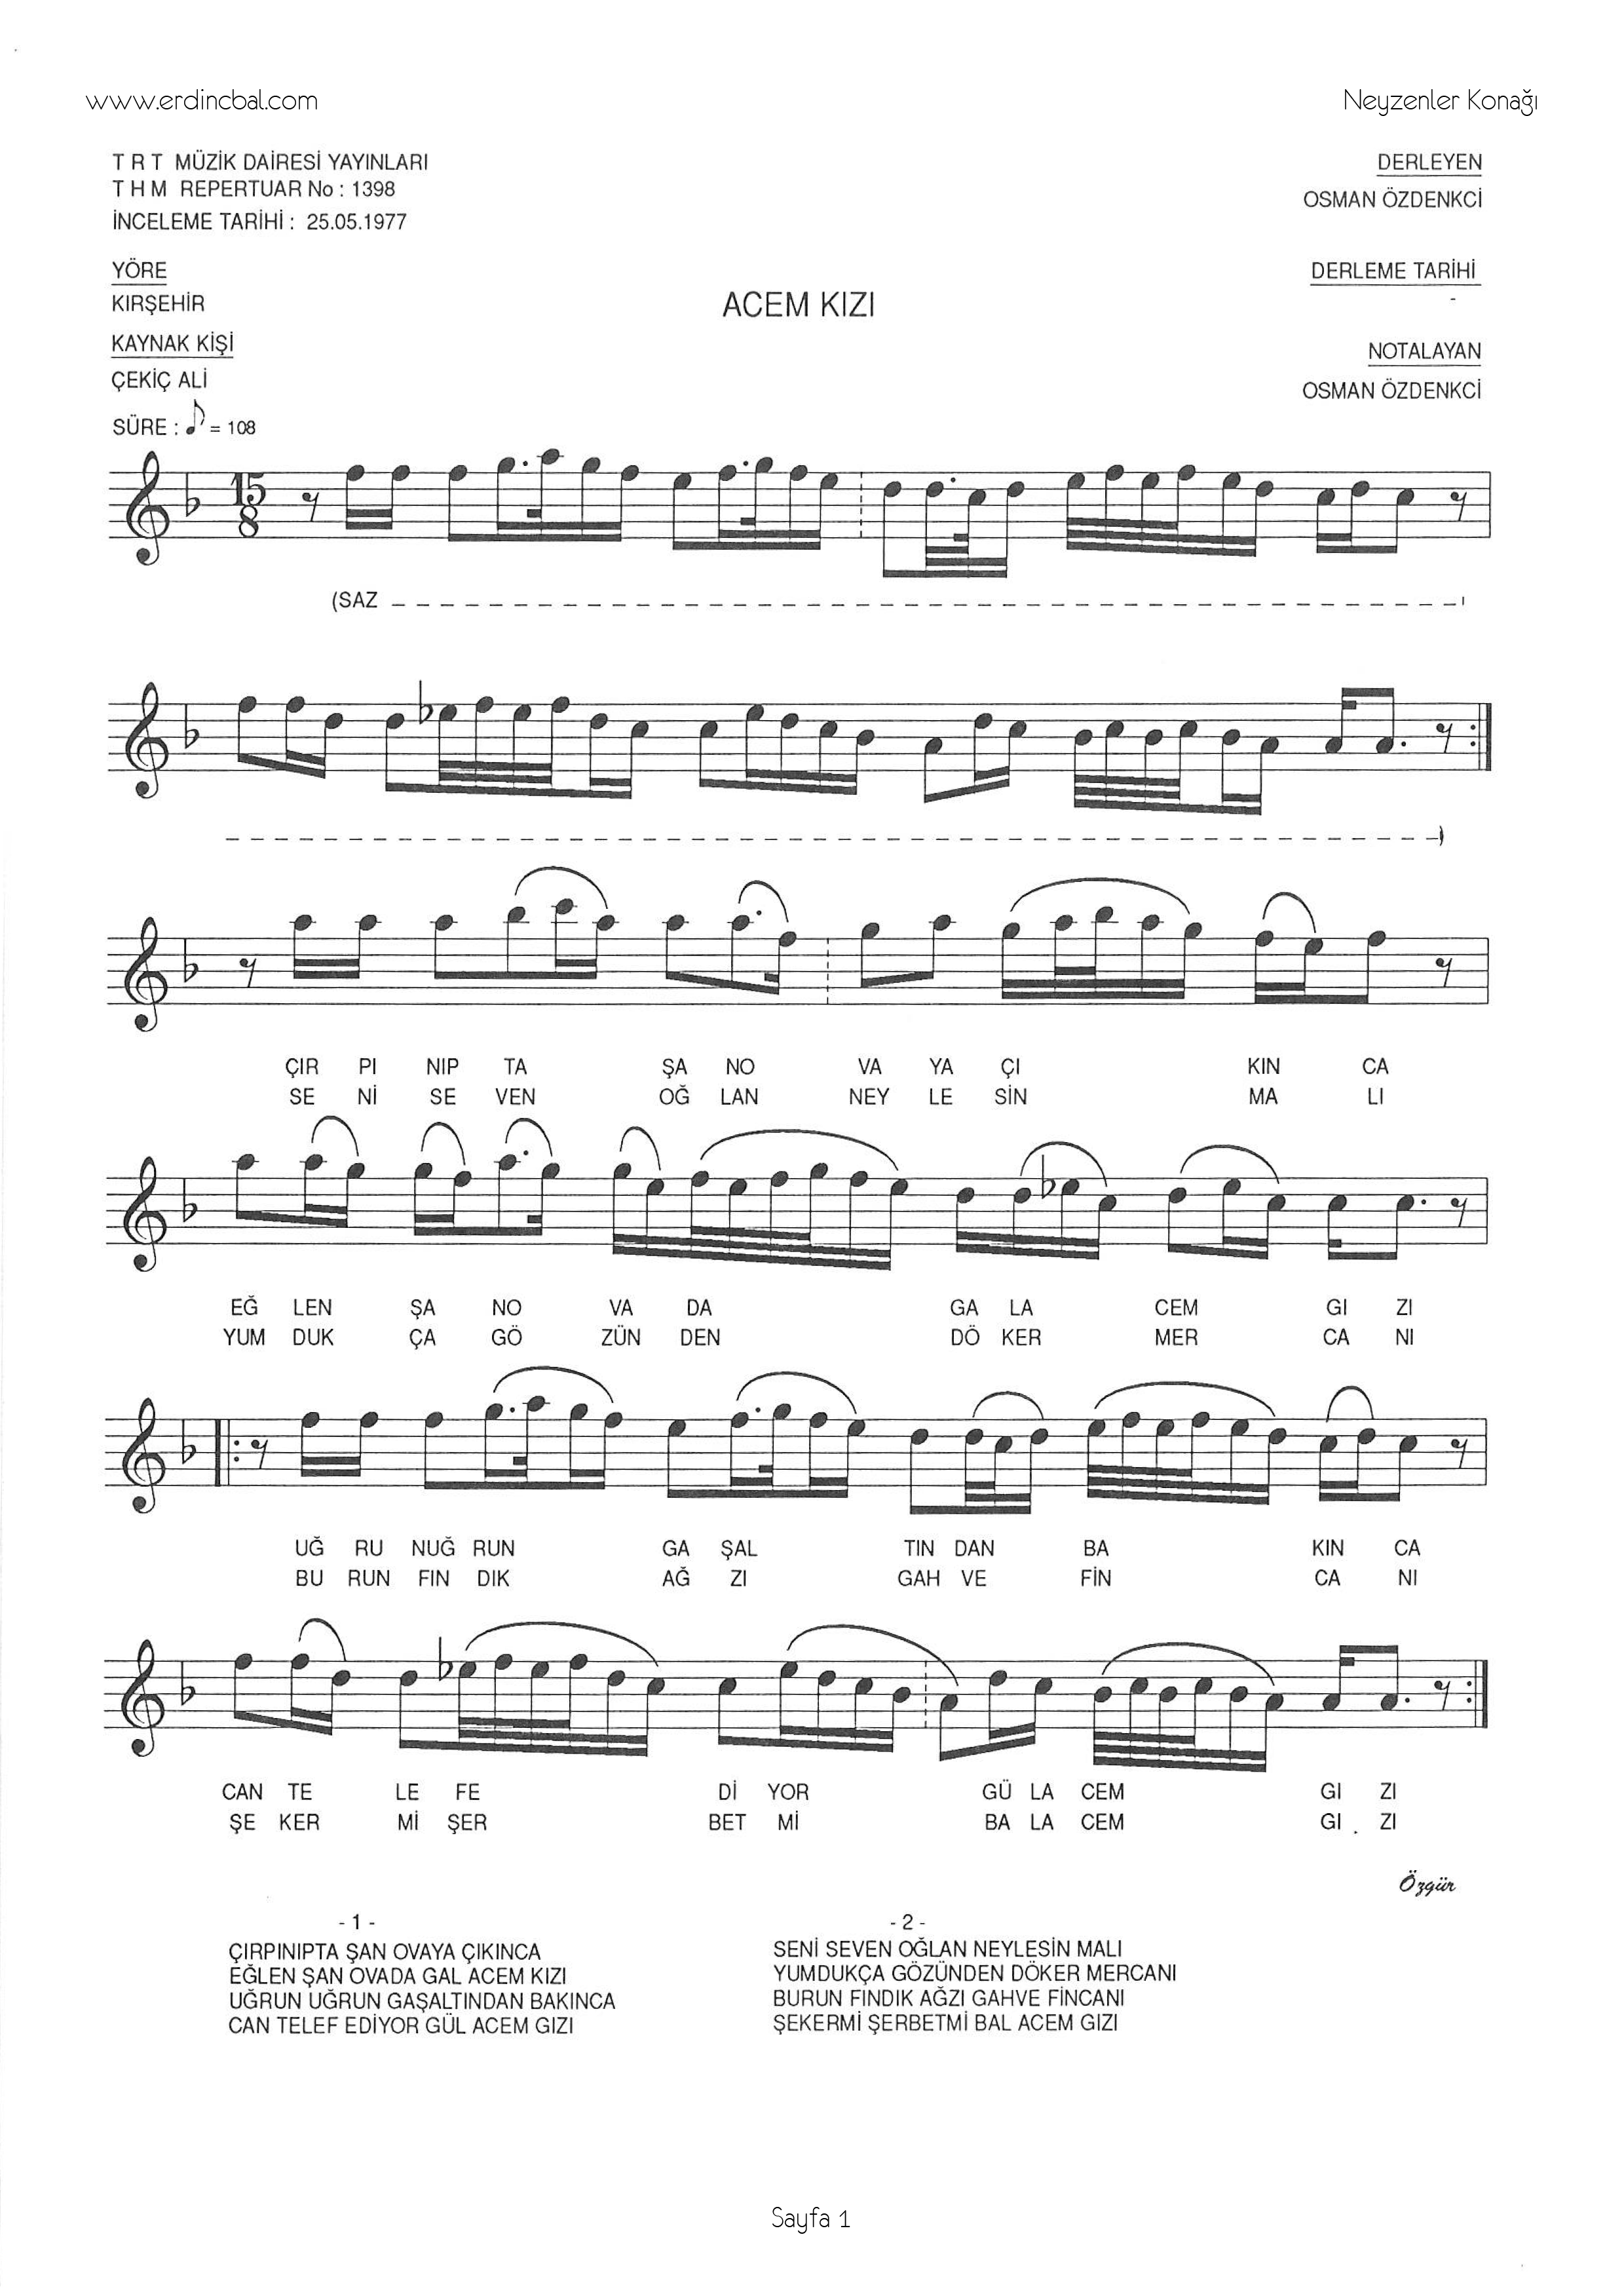 www.erdincbal.com
Neyzenler Konağı
T R T MÜZİK DAİRESİ YAYINLARI
T H M REPERTUAR No : 1398
İNCELEME TARİHİ : 25.05.1977
DERLEYEN
OSMAN ÖZDENKCİ
YÖRE
KIRŞEHİR
DERLEME TARİHİ
-
ACEM KIZI
KAYNAK KİŞİ
ÇEKİÇ ALİ
NOTALAYAN
OSMAN ÖZDENKCİ
SÜRE : ♪ = 108
15
8
(SAZ
)
ÇIR PI NIP TA ŞA NO VA YA ÇI KIN CA
SE Nİ SE VEN OĞ LAN NEY LE SİN MA LI
EĞ LEN ŞA NO VA DA GA LA CEM GI ZI
YUM DUK ÇA GÖ ZÜN DEN DÖ KER MER CA NI
UĞ RU NUĞ RUN GA ŞAL TIN DAN BA KIN CA
BU RUN FIN DIK AĞ ZI GAH VE FİN CA NI
CAN TE LE FE Dİ YOR GÜ LA CEM GI ZI
ŞE KER Mİ ŞER BET Mİ BA LA CEM GI . ZI
Özgür
- 1 -
ÇIRPINIPTA ŞAN OVAYA ÇIKINCA
EĞLEN ŞAN OVADA GAL ACEM KIZI
UĞRUN UĞRUN GAŞALTINDAN BAKINCA
CAN TELEF EDİYOR GÜL ACEM GIZI
- 2 -
SENİ SEVEN OĞLAN NEYLESİN MALI
YUMDUKÇA GÖZÜNDEN DÖKER MERCANI
BURUN FINDIK AĞZI GAHVE FİNCANI
ŞEKERMİ ŞERBETMİ BAL ACEM GIZI
Sayfa 1